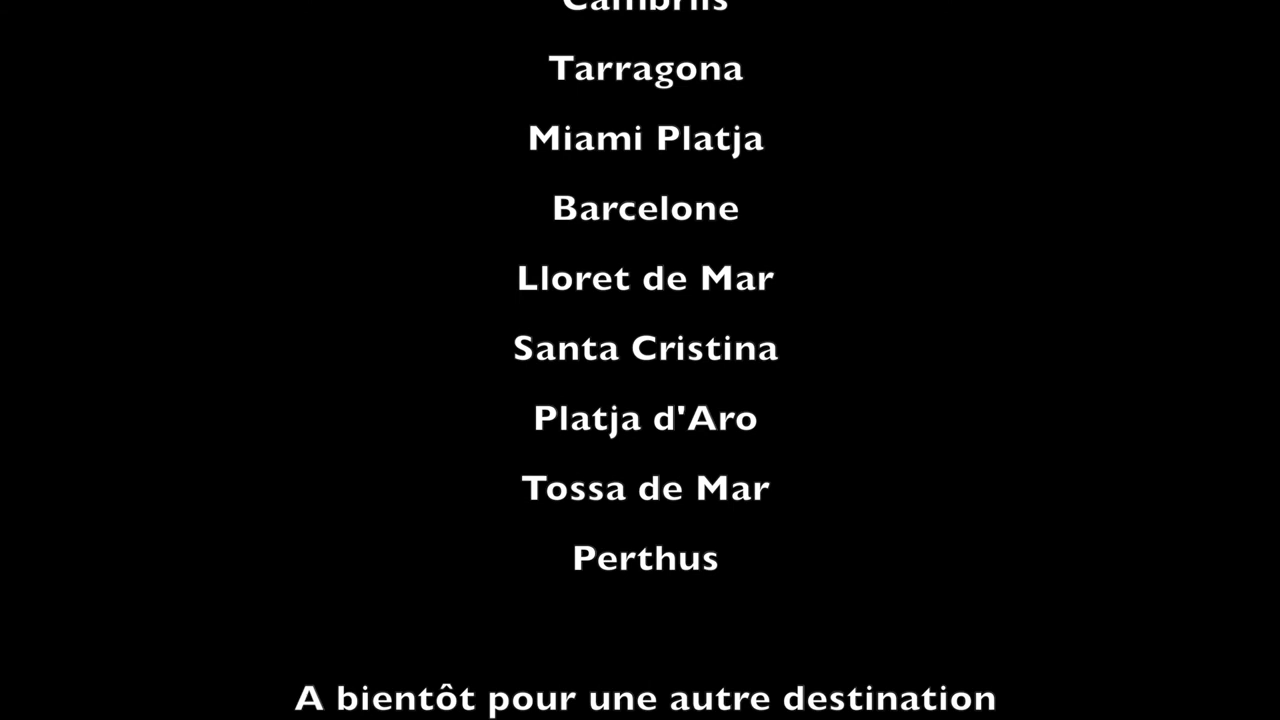 Cambrils
Tarragona
Miami Platja
Barcelone
Lloret de Mar
Santa Cristina
Platja d'Aro
Tossa de Mar
Perthus
A bientôt pour une autre destination